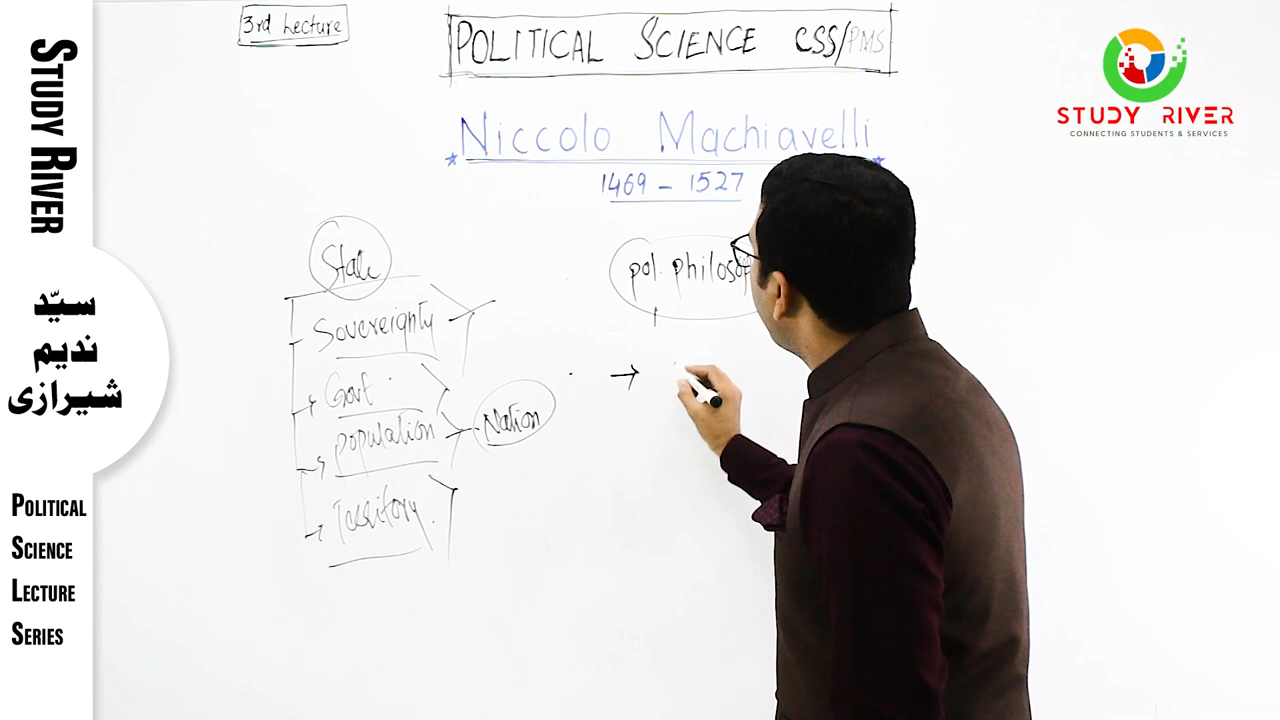 3rd Lecture
POLITICAL SCIENCE CSS/PMS
Niccolo Machiavelli
1469 – 1527
State
Sovereignty
Govt
population
Nation
Territory
pol. philosop
STUDY RIVER
CONNECTING STUDENTS & SERVICES
STUDY RIVER
سیّد
ندیم
شیرازی
POLITICAL
SCIENCE
LECTURE
SERIES